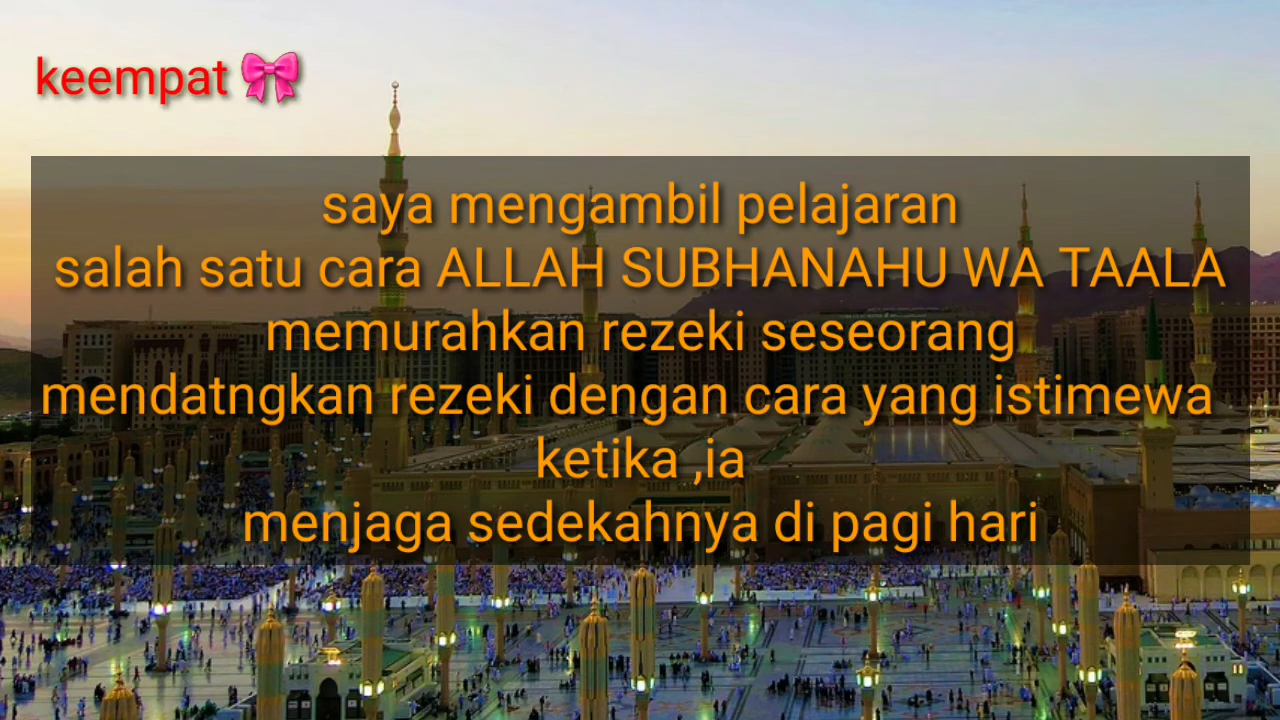 keempat 🎀
saya mengambil pelajaran
salah satu cara ALLAH SUBHANAHU WA TAALA
memurahkan rezeki seseorang
mendatngkan rezeki dengan cara yang istimewa
ketika ,ia
menjaga sedekahnya di pagi hari